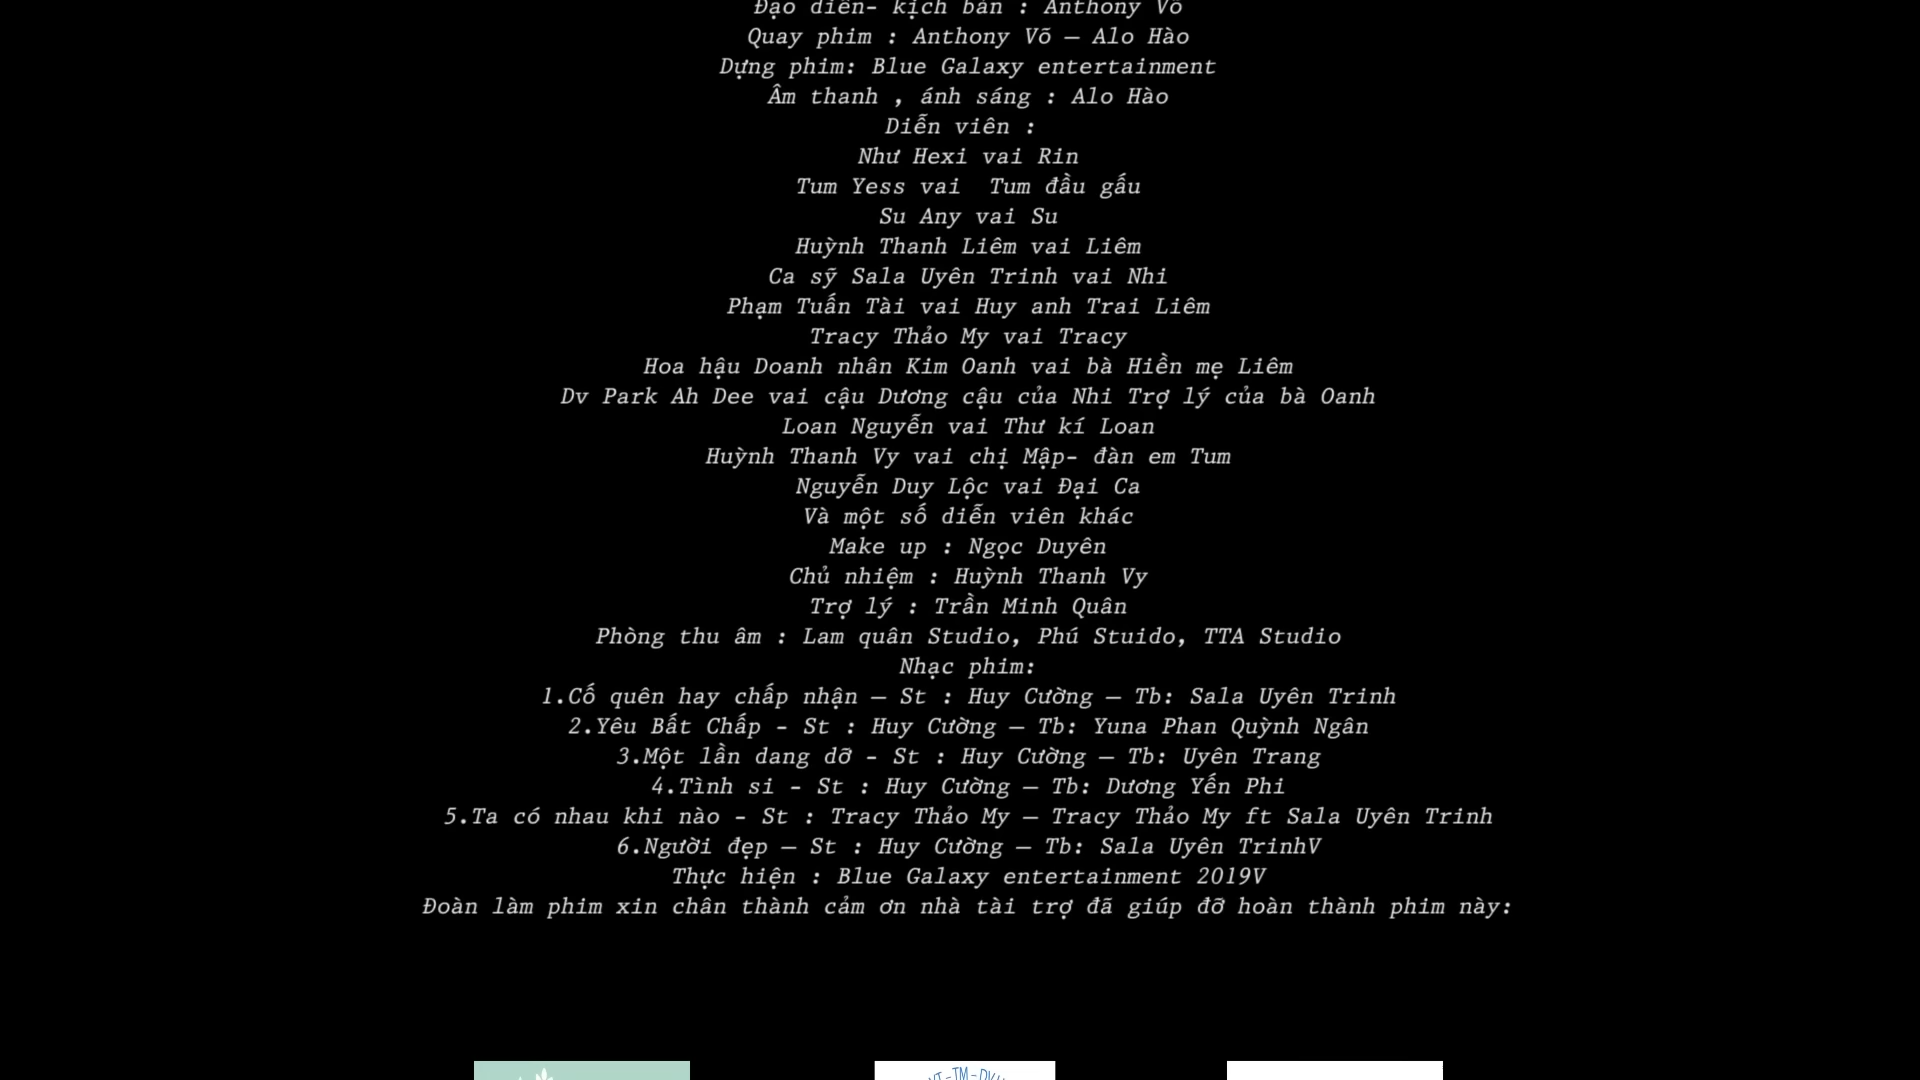 Đạo diễn- kịch bản : Anthony Võ
Quay phim : Anthony Võ – Alo Hào
Dựng phim: Blue Galaxy entertainment
Âm thanh , ánh sáng : Alo Hào
Diễn viên :
Như Hexi vai Rin
Tum Yess vai  Tum đầu gấu
Su Any vai Su
Huỳnh Thanh Liêm vai Liêm
Ca sỹ Sala Uyên Trinh vai Nhi
Phạm Tuấn Tài vai Huy anh Trai Liêm
Tracy Thảo My vai Tracy
Hoa hậu Doanh nhân Kim Oanh vai bà Hiền mẹ Liêm
Dv Park Ah Dee vai cậu Dương cậu của Nhi Trợ lý của bà Oanh
Loan Nguyễn vai Thư kí Loan
Huỳnh Thanh Vy vai chị Mập- đàn em Tum
Nguyễn Duy Lộc vai Đại Ca
Và một số diễn viên khác
Make up : Ngọc Duyên
Chủ nhiệm : Huỳnh Thanh Vy
Trợ lý : Trần Minh Quân
Phòng thu âm : Lam quân Studio, Phú Stuido, TTA Studio
Nhạc phim:
1.Cố quên hay chấp nhận – St : Huy Cường – Tb: Sala Uyên Trinh
2.Yêu Bất Chấp - St : Huy Cường – Tb: Yuna Phan Quỳnh Ngân
3.Một lần dang dỡ - St : Huy Cường – Tb: Uyên Trang
4.Tình si - St : Huy Cường – Tb: Dương Yến Phi
5.Ta có nhau khi nào - St : Tracy Thảo My – Tracy Thảo My ft Sala Uyên Trinh
6.Người đẹp – St : Huy Cường – Tb: Sala Uyên TrinhV
Thực hiện : Blue Galaxy entertainment 2019V
Đoàn làm phim xin chân thành cảm ơn nhà tài trợ đã giúp đỡ hoàn thành phim này: